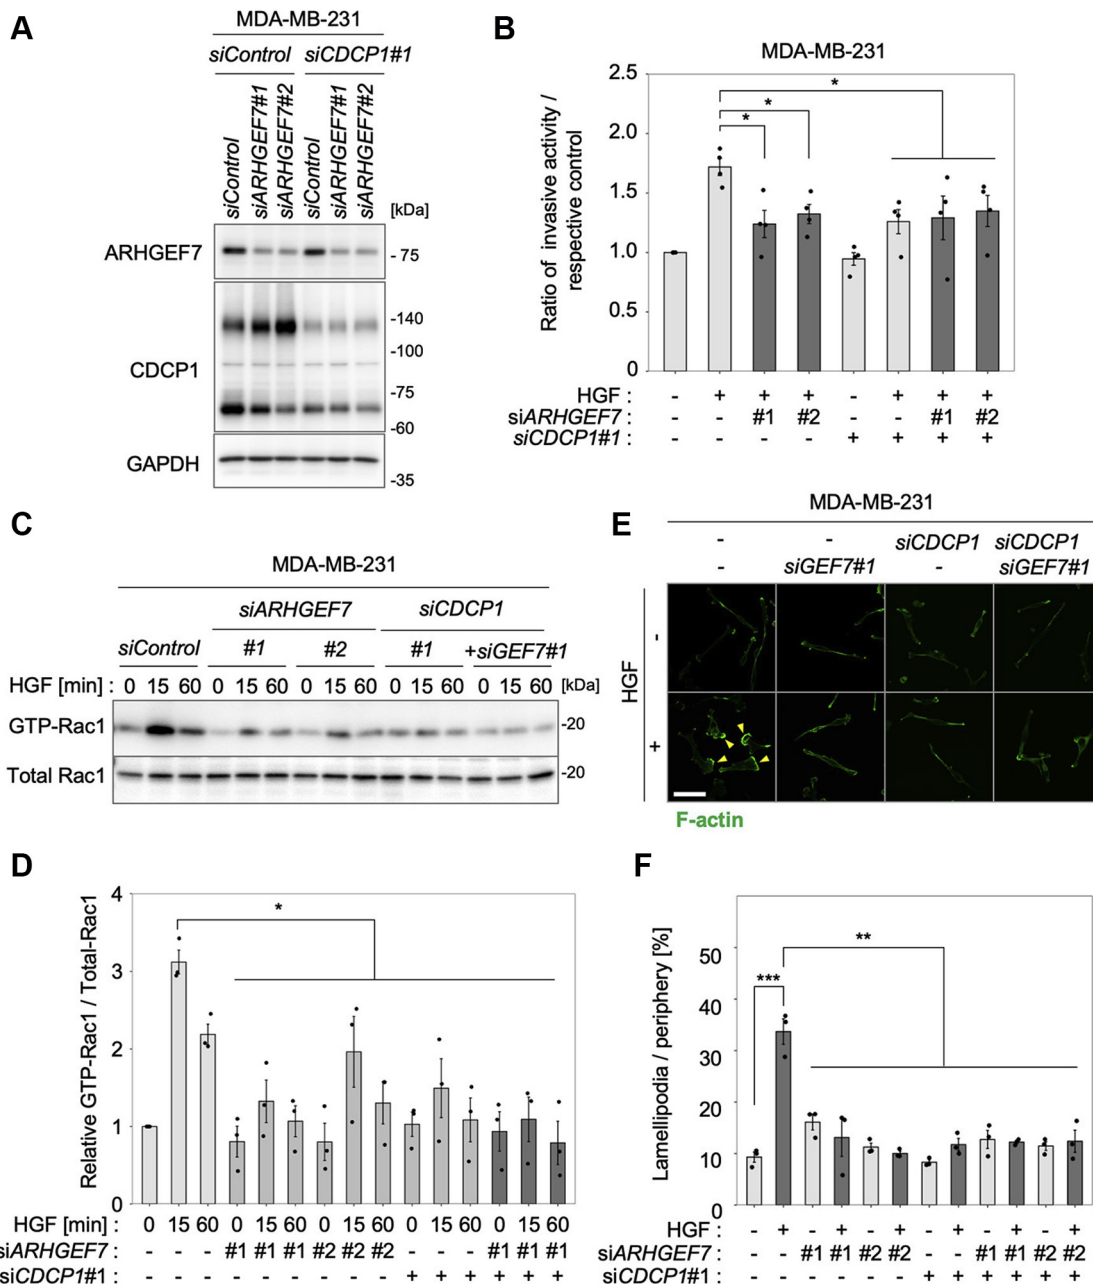 A
MDA-MB-231
siControl siCDCP1#1
siControl siARHGEF7#1 siARHGEF7#2 siControl siARHGEF7#1 siARHGEF7#2
[kDa]
ARHGEF7
- 75
CDCP1
-140
-100
-75
-60
GAPDH
-35
B
MDA-MB-231
Ratio of invasive activity /
respective control
2.5
2.0
1.5
1.0
0.5
0
*
*
*
HGF : - + + + - + + +
siARHGEF7 : - - #1 #2 - - #1 #2
siCDCP1#1 : - - - - + + + +
C
MDA-MB-231
siARHGEF7 siCDCP1
siControl #1 #2 #1 +siGEF7#1
HGF [min] : 0 15 60 0 15 60 0 15 60 0 15 60 0 15 60 [kDa]
GTP-Rac1 -20
Total Rac1 -20
E
MDA-MB-231
- - siCDCP1 siCDCP1
- siGEF7#1 - siGEF7#1
HGF
-
+
F-actin
D
Relative GTP-Rac1 / Total-Rac1
4
3
2
1
0
*
HGF [min] : 0 15 60 0 15 60 0 15 60 0 15 60 0 15 60
siARHGEF7 : - - - #1 #1 #1 #2 #2 #2 - - - #1 #1 #1
siCDCP1#1 : - - - - - - - - - + + + + + +
F
Lamellipodia / periphery [%]
50
40
30
20
10
0
***
**
HGF : - + - + - + - + - + - +
siARHGEF7 : - - #1 #1 #2 #2 - - #1 #1 #2 #2
siCDCP1#1 : - - - - - - + + + + + +